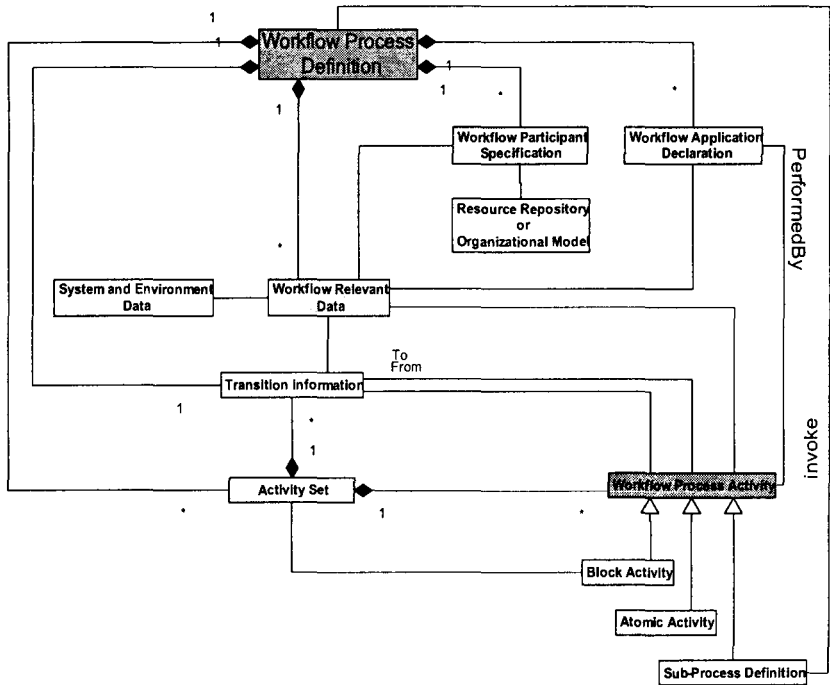 1
Workflow Process
Definition
1
1
1
1
*
*
*
Workflow Participant
Specification
Workflow Application
Declaration
Resource Repository
or
Organizational Model
PerformedBy
System and Environment
Data
Workflow Relevant
Data
To
From
Transition Information
1
*
1
invoke
Activity Set
Workflow Process Activity
*
1
*
Block Activity
Atomic Activity
Sub-Process Definition